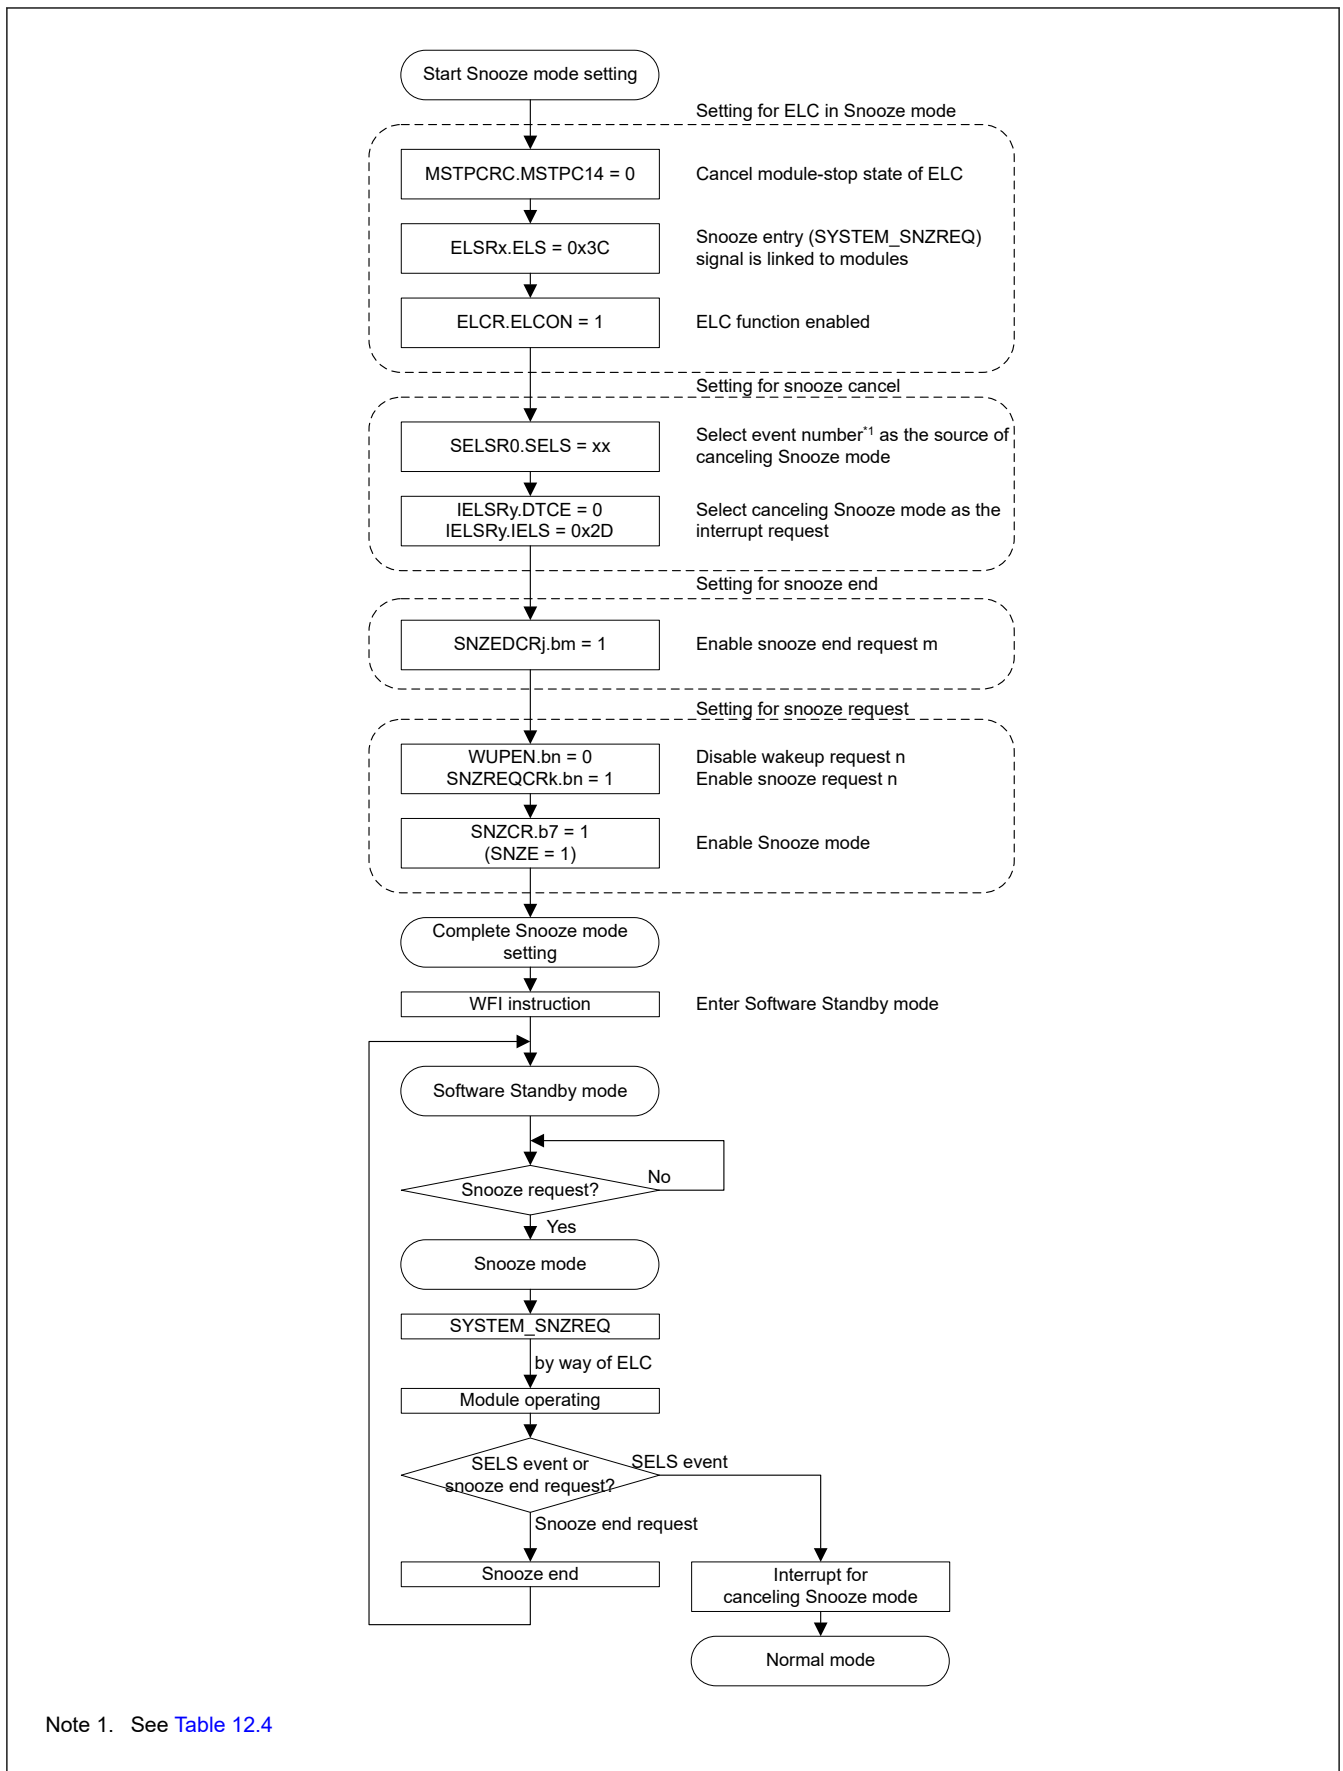 Start Snooze mode setting
Setting for ELC in Snooze mode
MSTPCRC.MSTPC14 = 0
Cancel module-stop state of ELC
ELSRx.ELS = 0x3C
Snooze entry (SYSTEM_SNZREQ)
signal is linked to modules
ELCR.ELCON = 1
ELC function enabled
Setting for snooze cancel
SELSR0.SELS = xx
Select event number*1 as the source of
canceling Snooze mode
IELSRy.DTCE = 0
IELSRy.IELS = 0x2D
Select canceling Snooze mode as the
interrupt request
Setting for snooze end
SNZEDCRj.bm = 1
Enable snooze end request m
Setting for snooze request
WUPEN.bn = 0
SNZREQCRk.bn = 1
Disable wakeup request n
Enable snooze request n
SNZCR.b7 = 1
(SNZE = 1)
Enable Snooze mode
Complete Snooze mode
setting
WFI instruction
Enter Software Standby mode
Software Standby mode
Snooze request?
No
Yes
Snooze mode
SYSTEM_SNZREQ
by way of ELC
Module operating
SELS event or
snooze end request?
SELS event
Snooze end request
Snooze end
Interrupt for
canceling Snooze mode
Normal mode
Note 1. See Table 12.4